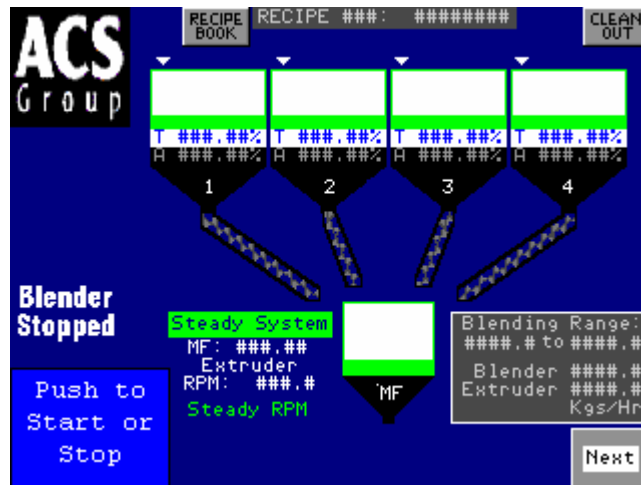 ACS
Group
RECIPE
BOOK
RECIPE ###: ########
CLEAN
OUT
T ###.##% T ###.##% T ###.##% T ###.##%
A ###.##% A ###.##% A ###.##% A ###.##%
1 2 3 4
Blender
Stopped
Steady System
MF: ###.##
Extruder
RPM: ###.#
Steady RPM
MF
Blending Range:
####.# to ####.#
Blender ####.#
Extruder ####.#
Kgs/Hr
Push to
Start or
Stop
Next